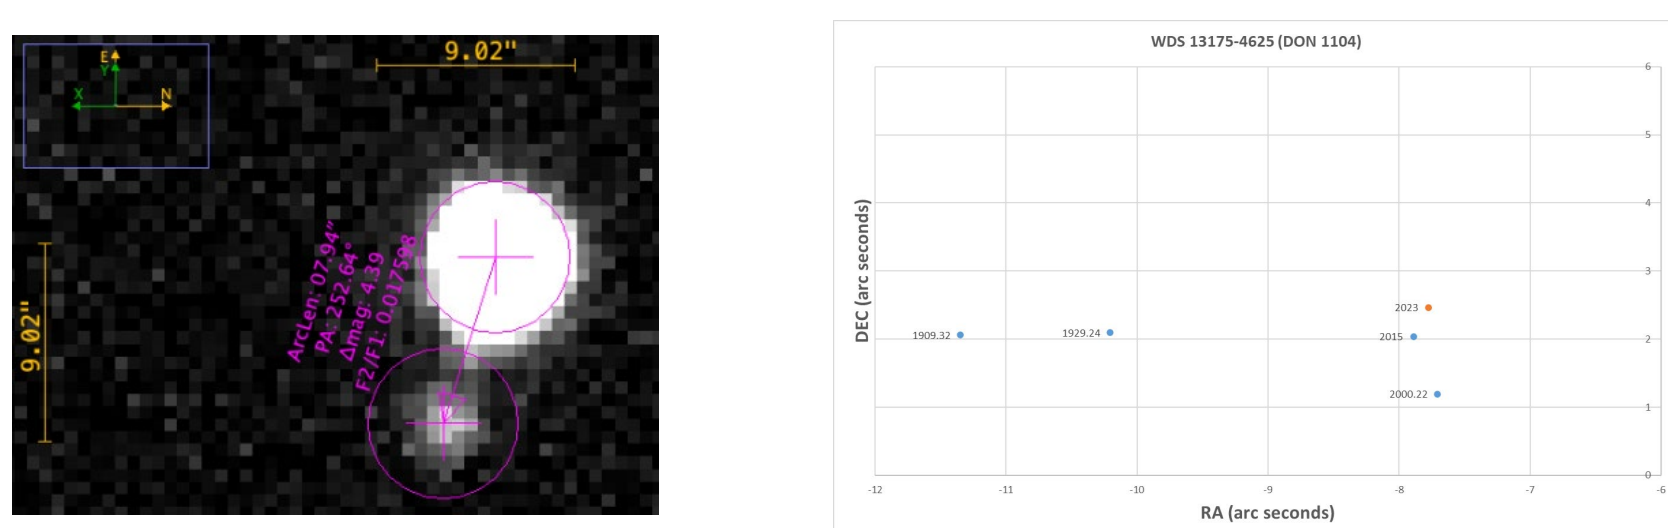 9.02"
E
Y
X
N
ArcLen: 07.94"
PA: 252.64°
Δmag: 4.39
F2/F1: 0.017598
9.02"
WDS 13175-4625 (DON 1104)
6
5
4
3
2
1
0
2023
1909.32
1929.24
2015
2000.22
DEC (arc seconds)
-12
-11
-10
-9
-8
-7
-6
RA (arc seconds)